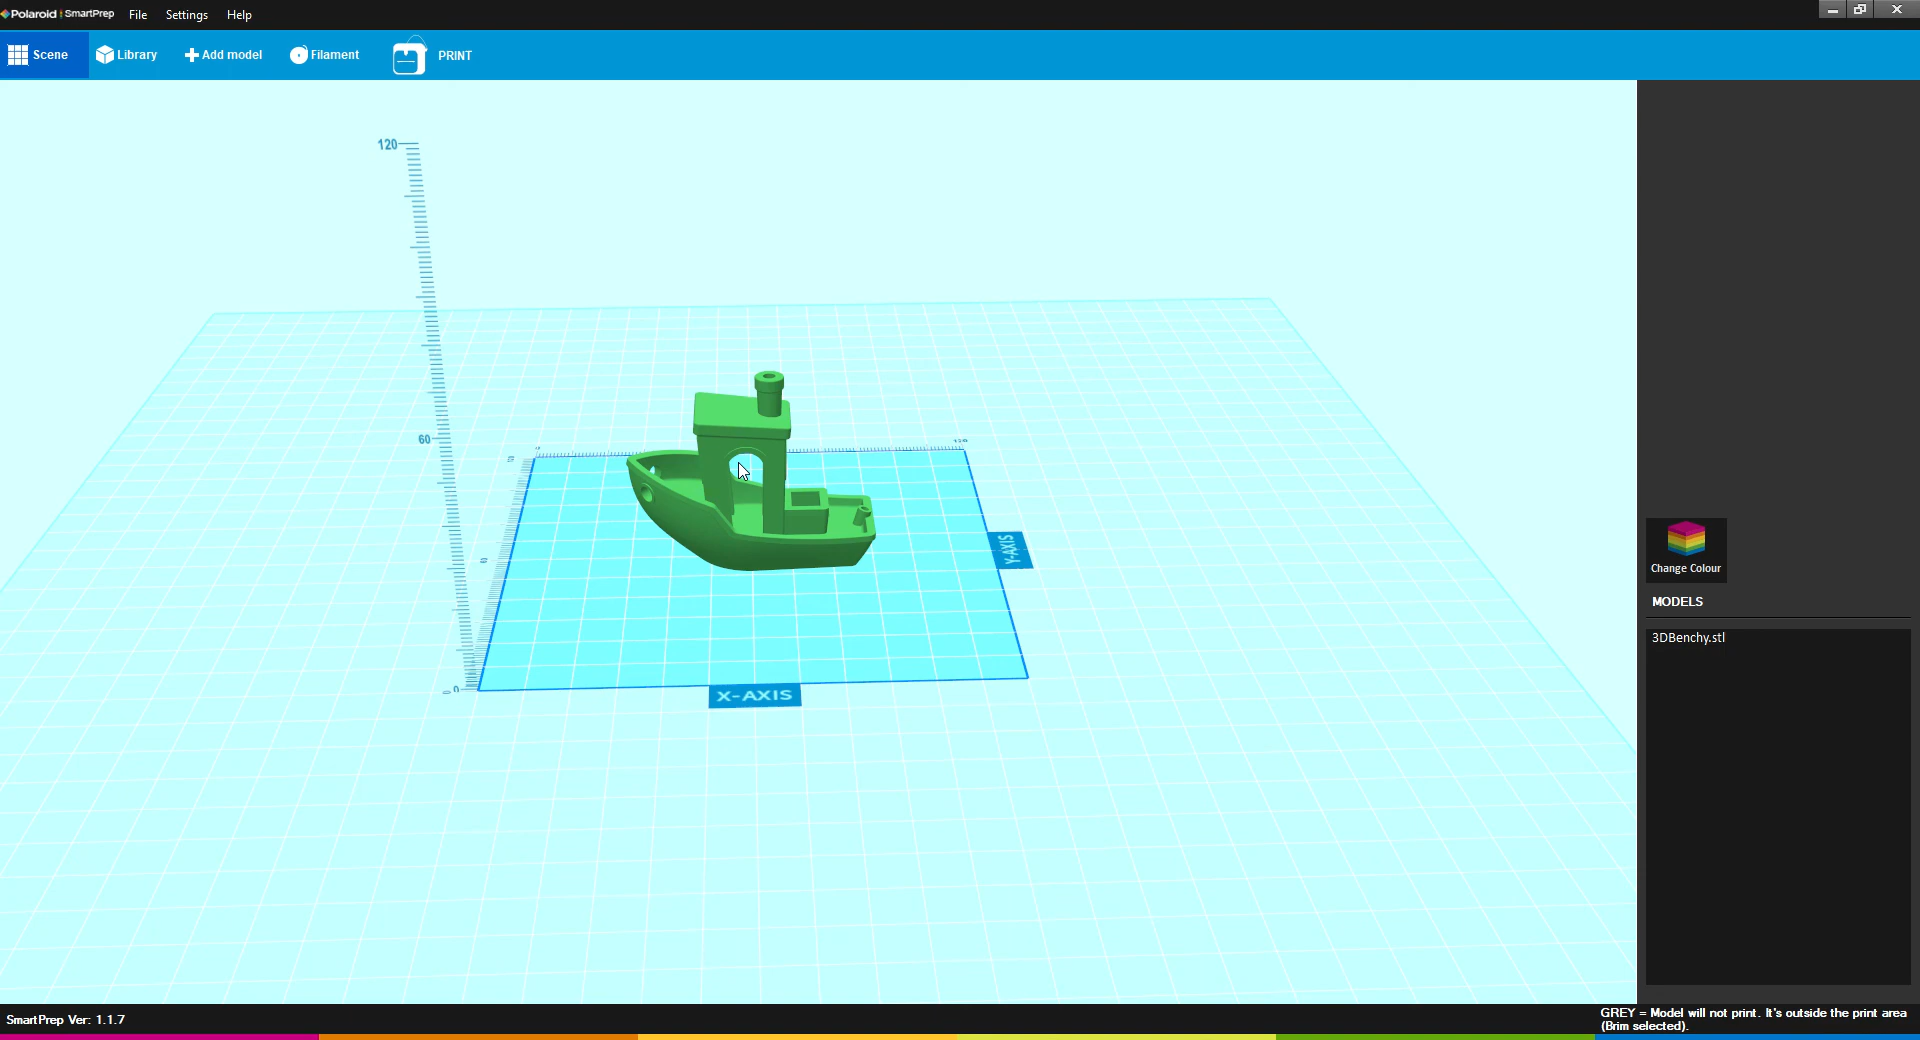 Polaroid SmartPrep File Settings Help
Scene Library Add model Filament PRINT
120
60
0
X-AXIS
Y-AXIS
Change Colour
MODELS
3DBenchy.stl
SmartPrep Ver: 1.1.7
GREY = Model will not print. It's outside the print area
(Brim selected).